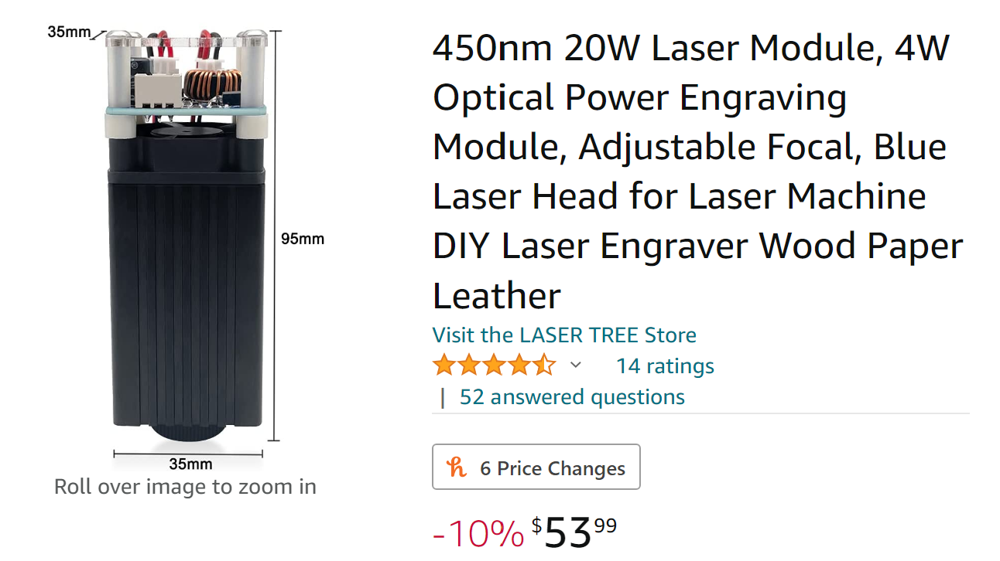 35mm
95mm
35mm
Roll over image to zoom in
450nm 20W Laser Module, 4W
Optical Power Engraving
Module, Adjustable Focal, Blue
Laser Head for Laser Machine
DIY Laser Engraver Wood Paper
Leather
Visit the LASER TREE Store
14 ratings
| 52 answered questions
6 Price Changes
-10% $53 99